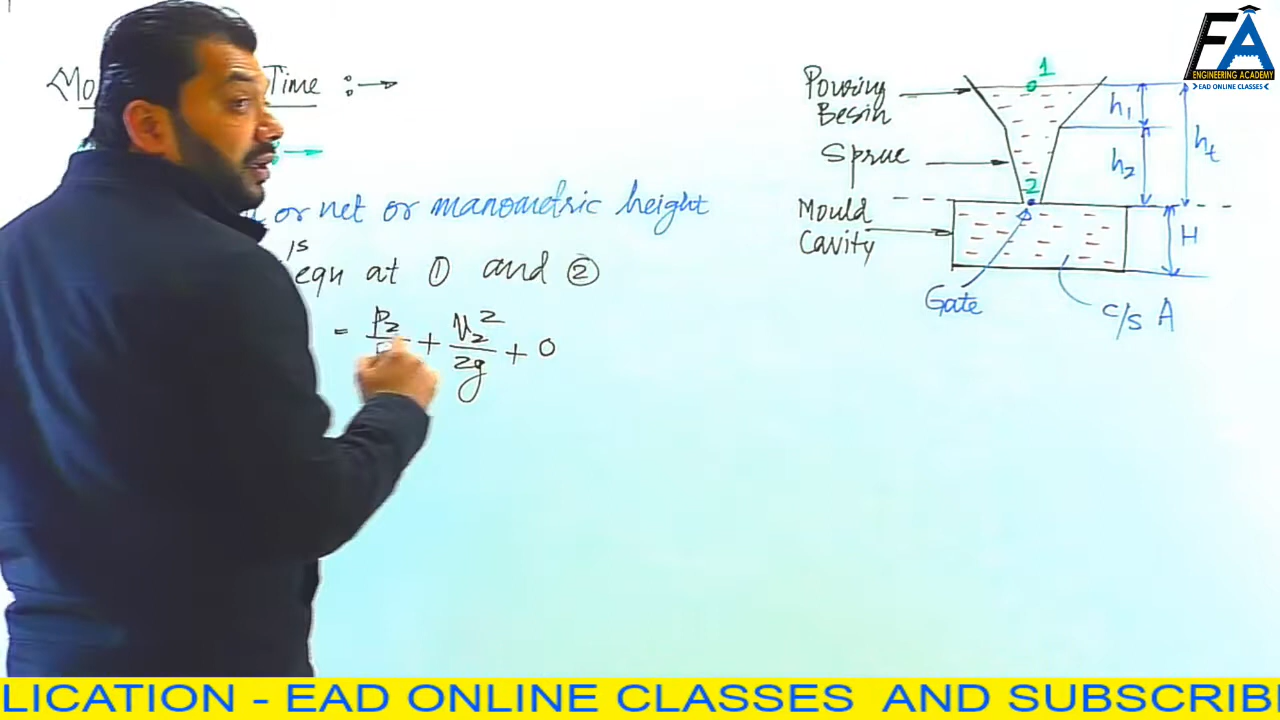 Time :→
or net or manometric height
's
eqn at ① and ②
= p₂ + V₂²/2g + 0
1
Pouring
Besin
h₁
Sprue
h₂
hₜ
2
Mould
Cavity
H
Gate
c/s A
EA
ENGINEERING ACADEMY
EAD ONLINE CLASSES
LICATION - EAD ONLINE CLASSES AND SUBSCRIB